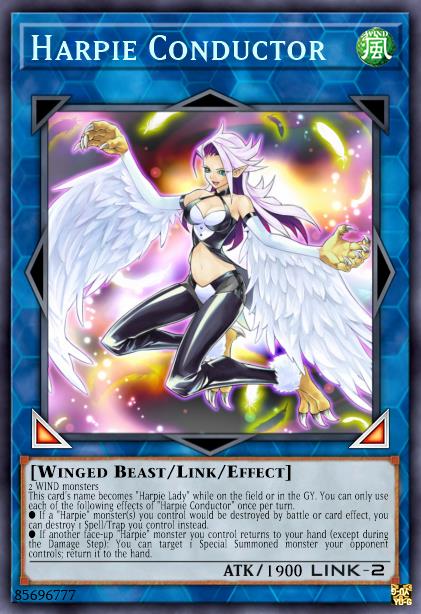 HARPIE CONDUCTOR
WIND
風
[WINGED BEAST/LINK/EFFECT]
2 WIND monsters
This card's name becomes "Harpie Lady" while on the field or in the GY. You can only use
each of the following effects of "Harpie Conductor" once per turn.
● If a "Harpie" monster(s) you control would be destroyed by battle or card effect, you
can destroy 1 Spell/Trap you control instead.
● If another face-up "Harpie" monster you control returns to your hand (except during
the Damage Step): You can target 1 Special Summoned monster your opponent
controls; return it to the hand.
ATK/1900 LINK-2
85696777